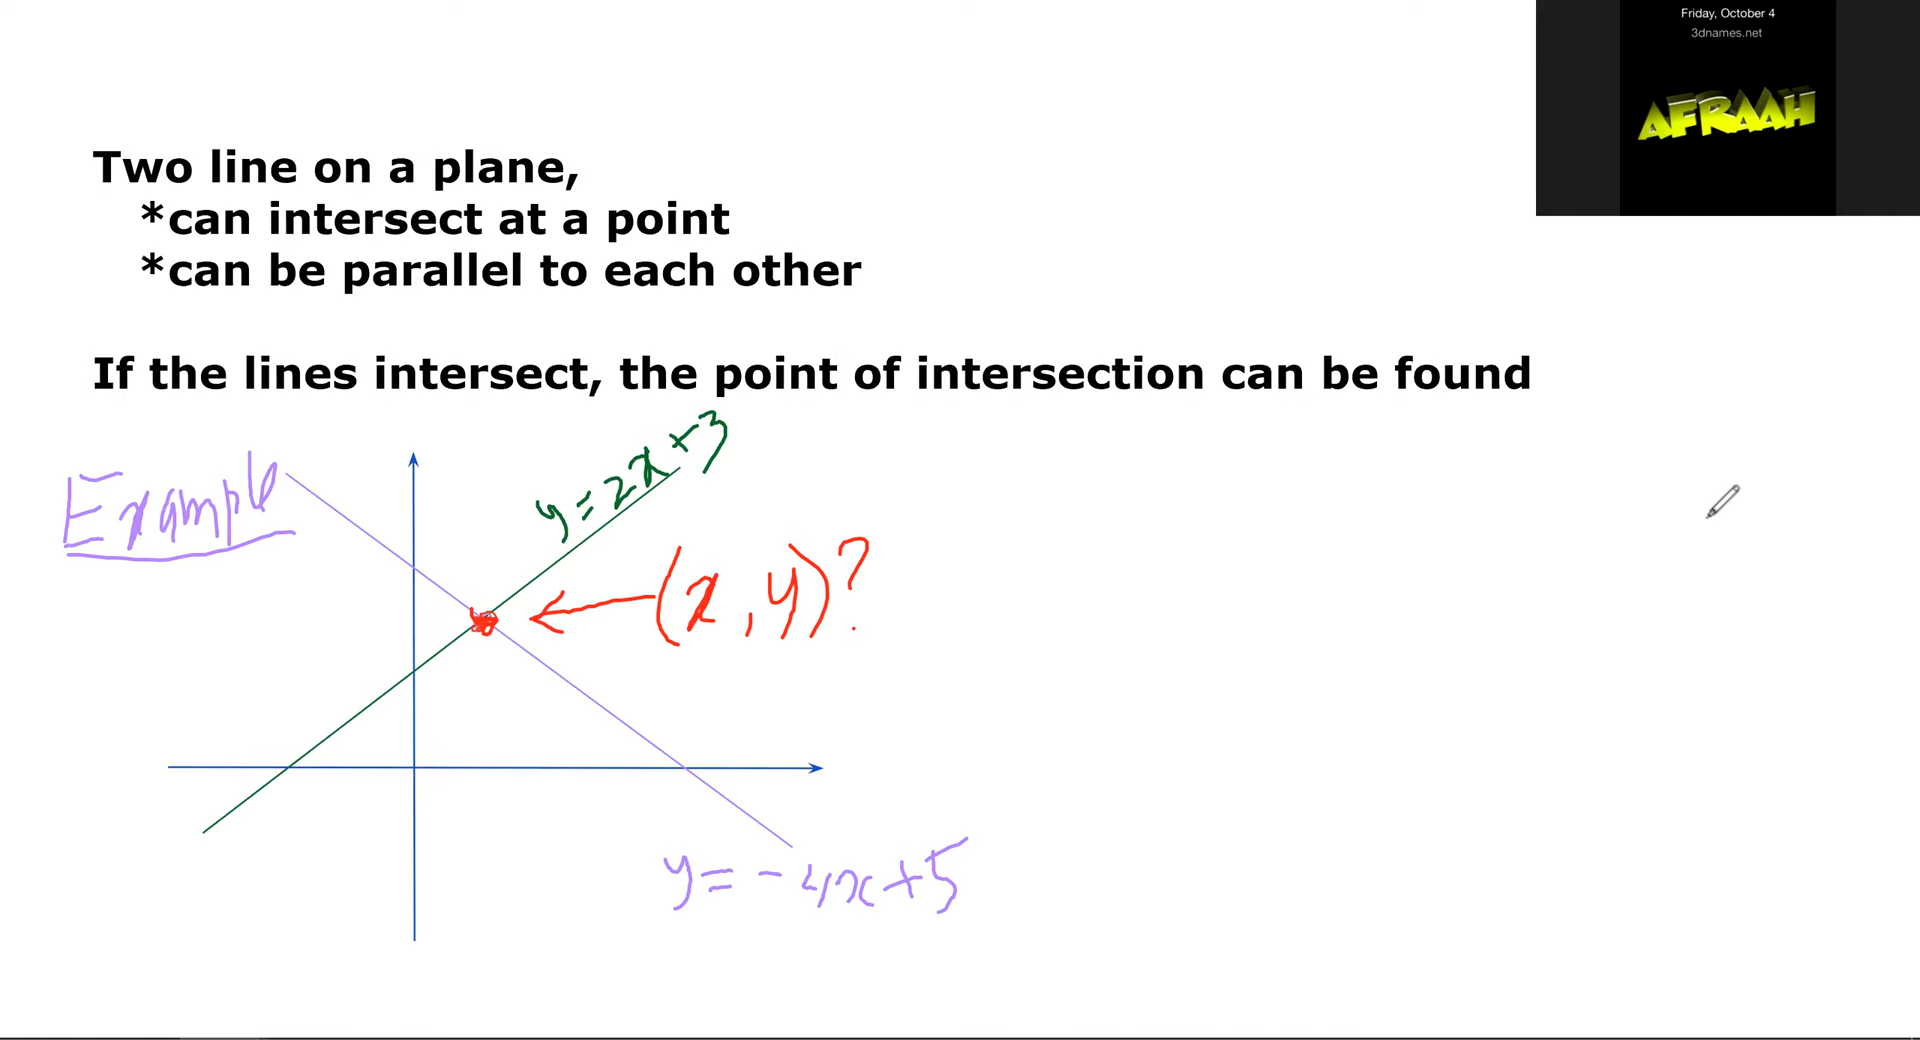 Friday, October 4
3dnames.net
AFRAAH
Two line on a plane,
*can intersect at a point
*can be parallel to each other
If the lines intersect, the point of intersection can be found
Example
y = 2x + 3
(x, y)?
y = - 4x + 5